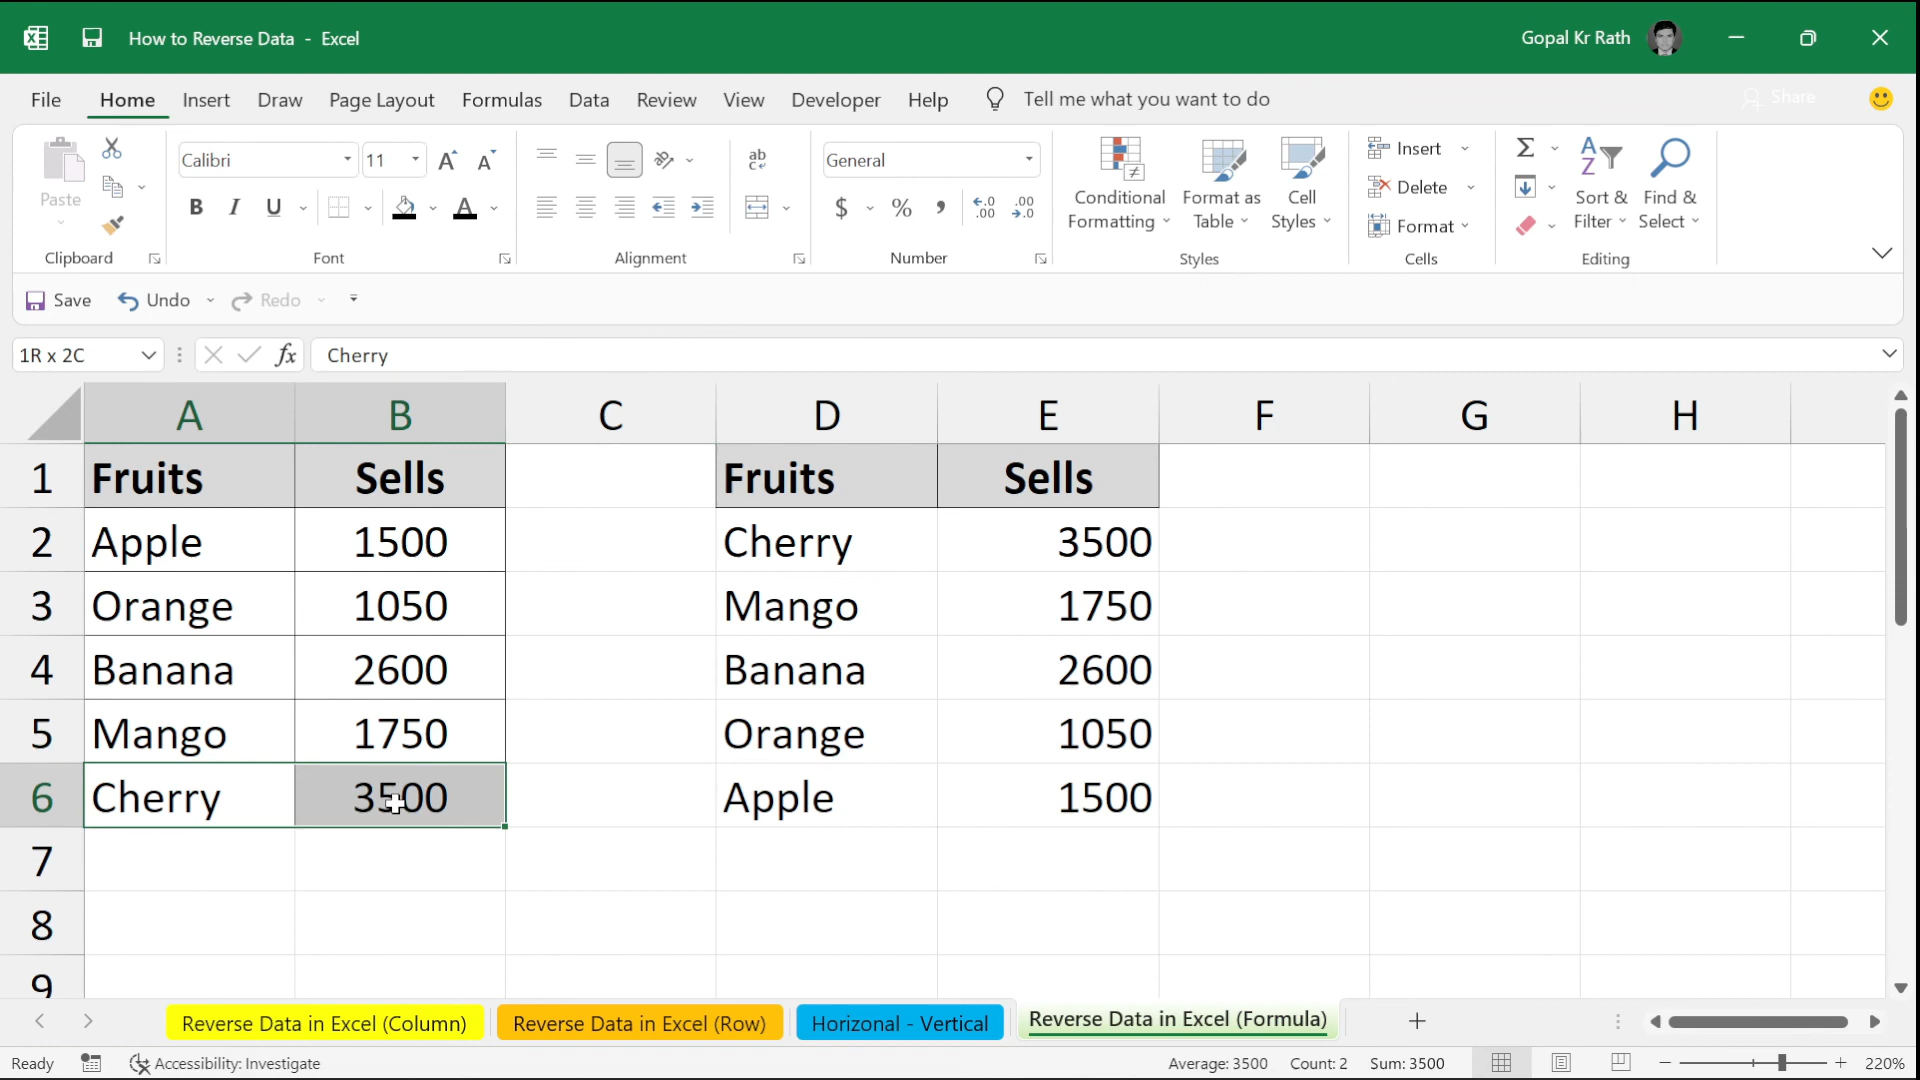 How to Reverse Data - Excel
Gopal Kr Rath
File Home Insert Draw Page Layout Formulas Data Review View Developer Help Tell me what you want to do Share
Paste
Calibri 11
B I U A
ab
General
$ % ,
Conditional Formatting
Format as Table
Cell Styles
Insert
Delete
Format
Sort & Filter
Find & Select
Clipboard Font Alignment Number Styles Cells Editing
Save Undo Redo
1R x 2C fx Cherry
A B C D E F G H
1 Fruits Sells Fruits Sells
2 Apple 1500 Cherry 3500
3 Orange 1050 Mango 1750
4 Banana 2600 Banana 2600
5 Mango 1750 Orange 1050
6 Cherry 3500 Apple 1500
7
8
9
Reverse Data in Excel (Column) Reverse Data in Excel (Row) Horizonal - Vertical Reverse Data in Excel (Formula)
Ready Accessibility: Investigate Average: 3500 Count: 2 Sum: 3500 220%